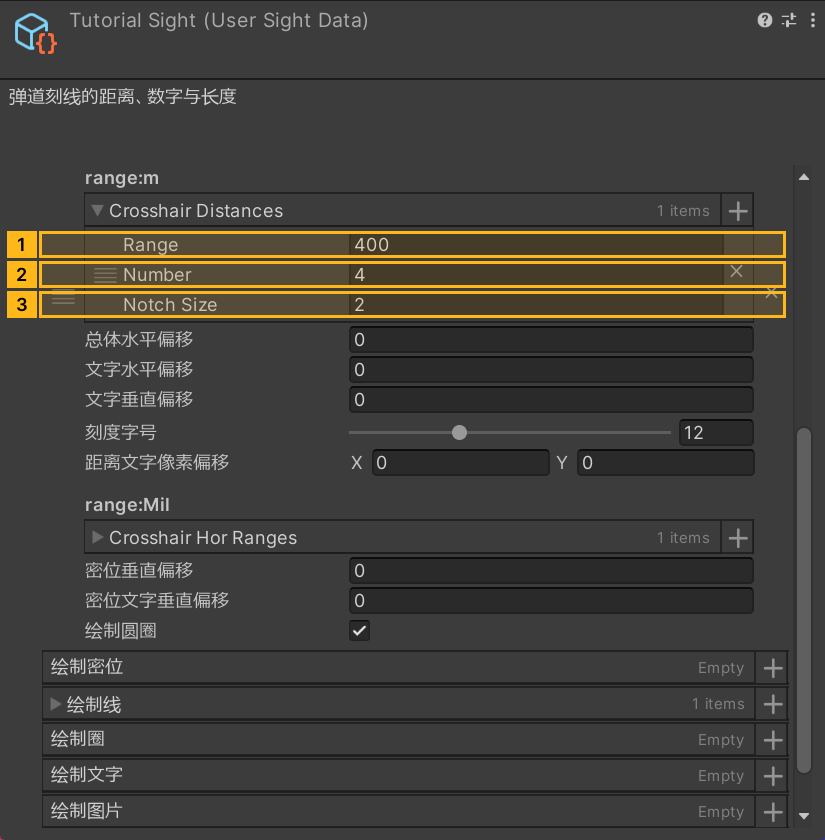 Tutorial Sight (User Sight Data)
弹道刻线的距离、数字与长度
range:m
Crosshair Distances 1 items
1 Range 400
2 Number 4
3 Notch Size 2
总体水平偏移 0
文字水平偏移 0
文字垂直偏移 0
刻度字号 12
距离文字像素偏移 X 0 Y 0
range:Mil
Crosshair Hor Ranges 1 items
密位垂直偏移 0
密位文字垂直偏移 0
绘制圆圈
绘制密位 Empty
绘制线 1 items
绘制圈 Empty
绘制文字 Empty
绘制图片 Empty